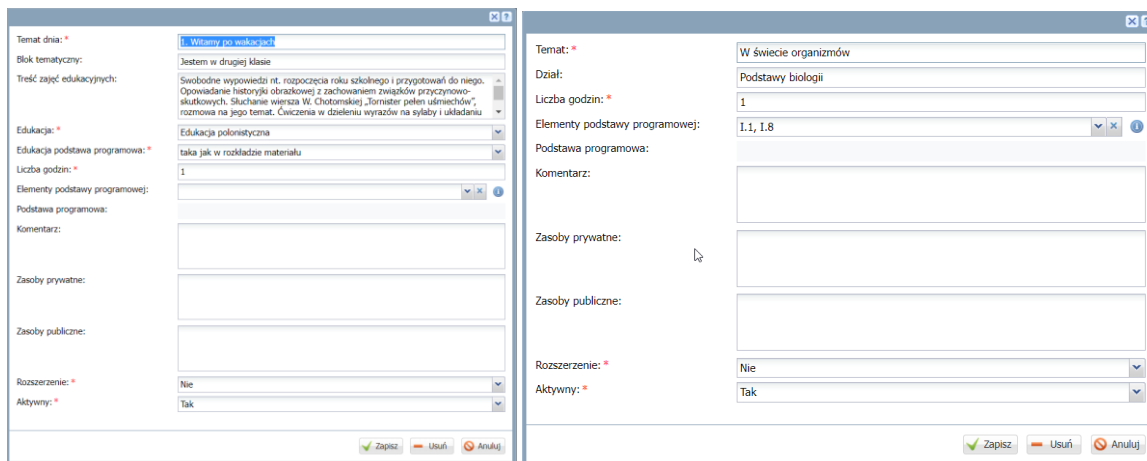 Temat dnia: *
1. Witamy po wakacjach
Blok tematyczny:
Jestem w drugiej klasie
Treść zajęć edukacyjnych:
Swobodne wypowiedzi nt. rozpoczęcia roku szkolnego i przygotowań do niego.
Opowiadanie historyjki obrazkowej z zachowaniem związków przyczynowo-
skutkowych. Słuchanie wiersza W. Chotomskiej „Tornister pełen uśmiechów”,
rozmowa na jego temat. Ćwiczenia w dzieleniu wyrazów na sylaby i układaniu
Edukacja: *
Edukacja polonistyczna
Edukacja podstawa programowa: *
taka jak w rozkładzie materiału
Liczba godzin: *
1
Elementy podstawy programowej:
Podstawa programowa:
Komentarz:
Zasoby prywatne:
Zasoby publiczne:
Rozszerzenie: *
Nie
Aktywny: *
Tak
Zapisz
Usuń
Anuluj
Temat: *
W świecie organizmów
Dział:
Podstawy biologii
Liczba godzin: *
1
Elementy podstawy programowej:
I.1, I.8
Podstawa programowa:
Komentarz:
Zasoby prywatne:
Zasoby publiczne:
Rozszerzenie: *
Nie
Aktywny: *
Tak
Zapisz
Usuń
Anuluj